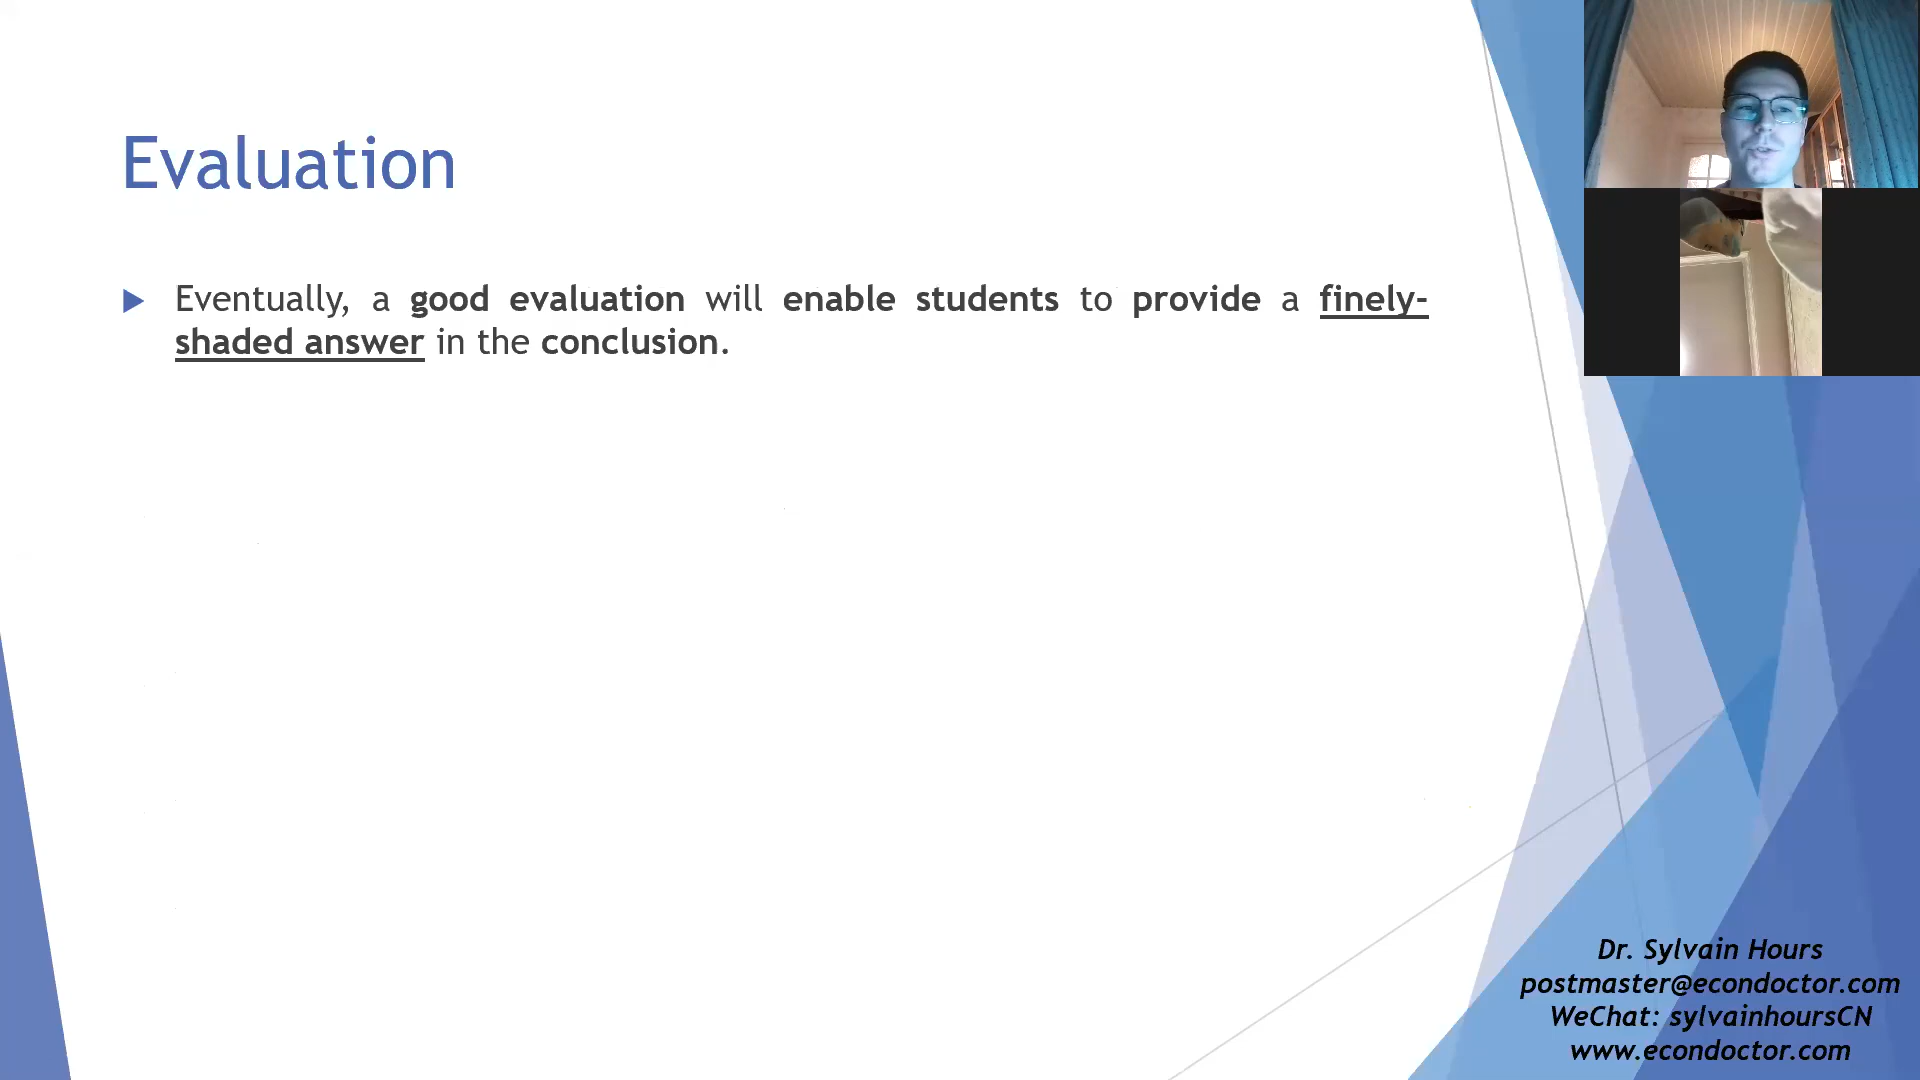 Evaluation
Eventually, a good evaluation will enable students to provide a finely-
shaded answer in the conclusion.
Dr. Sylvain Hours
postmaster@econdoctor.com
WeChat: sylvainhoursCN
www.econdoctor.com